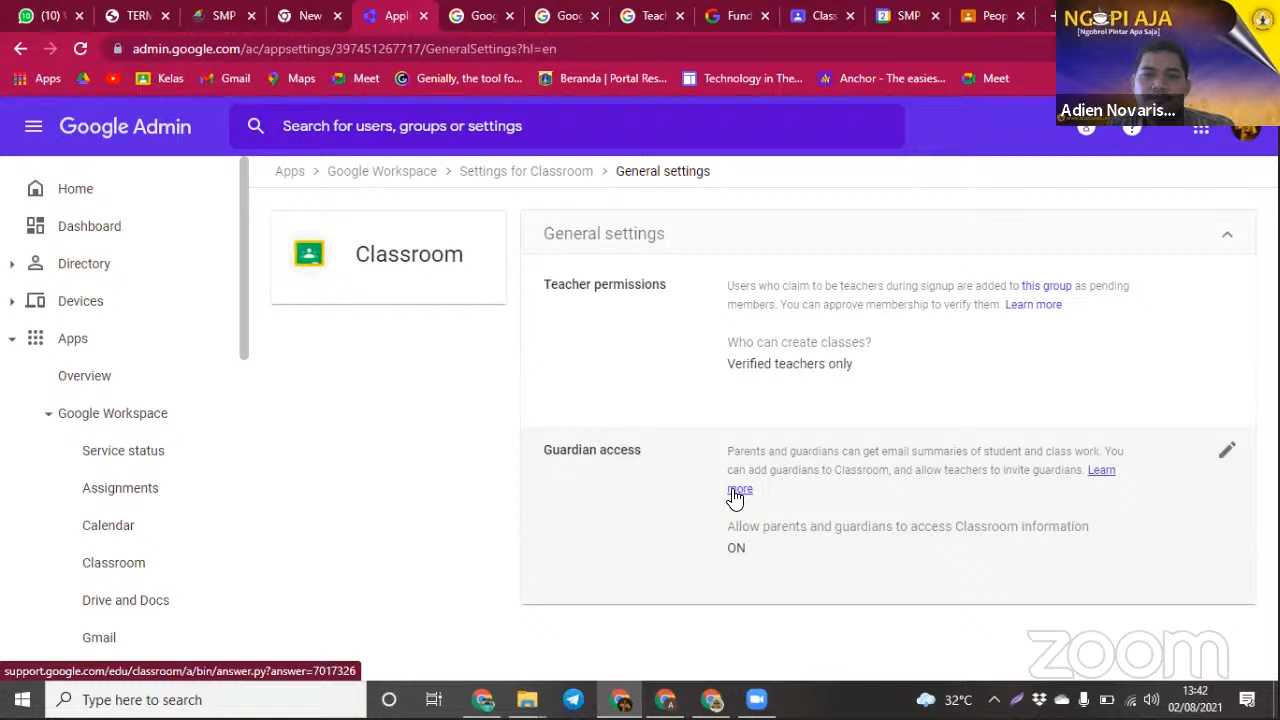 (10)
TERN
SMP
New
Appl
Goog
Goog
Teach
Fund
Class
SMP
Peop
NGOPI AJA
[Ngobrol Pintar Apa Saja]
admin.google.com/ac/appsettings/397451267717/GeneralSettings?hl=en
Apps
Kelas
Gmail
Maps
Meet
Genially, the tool fo...
Beranda | Portal Res...
Technology in The...
Anchor - The easies...
Meet
Adien Novaris...
Google Admin
Search for users, groups or settings
Apps > Google Workspace > Settings for Classroom > General settings
Home
Dashboard
Directory
Devices
Apps
Overview
Google Workspace
Service status
Assignments
Calendar
Classroom
Drive and Docs
Gmail
Classroom
General settings
Teacher permissions
Users who claim to be teachers during signup are added to this group as pending
members. You can approve membership to verify them. Learn more
Who can create classes?
Verified teachers only
Guardian access
Parents and guardians can get email summaries of student and class work. You
can add guardians to Classroom, and allow teachers to invite guardians. Learn
more
Allow parents and guardians to access Classroom information
ON
zoom
support.google.com/edu/classroom/a/bin/answer.py?answer=7017326
Type here to search
32°C
13:42
02/08/2021